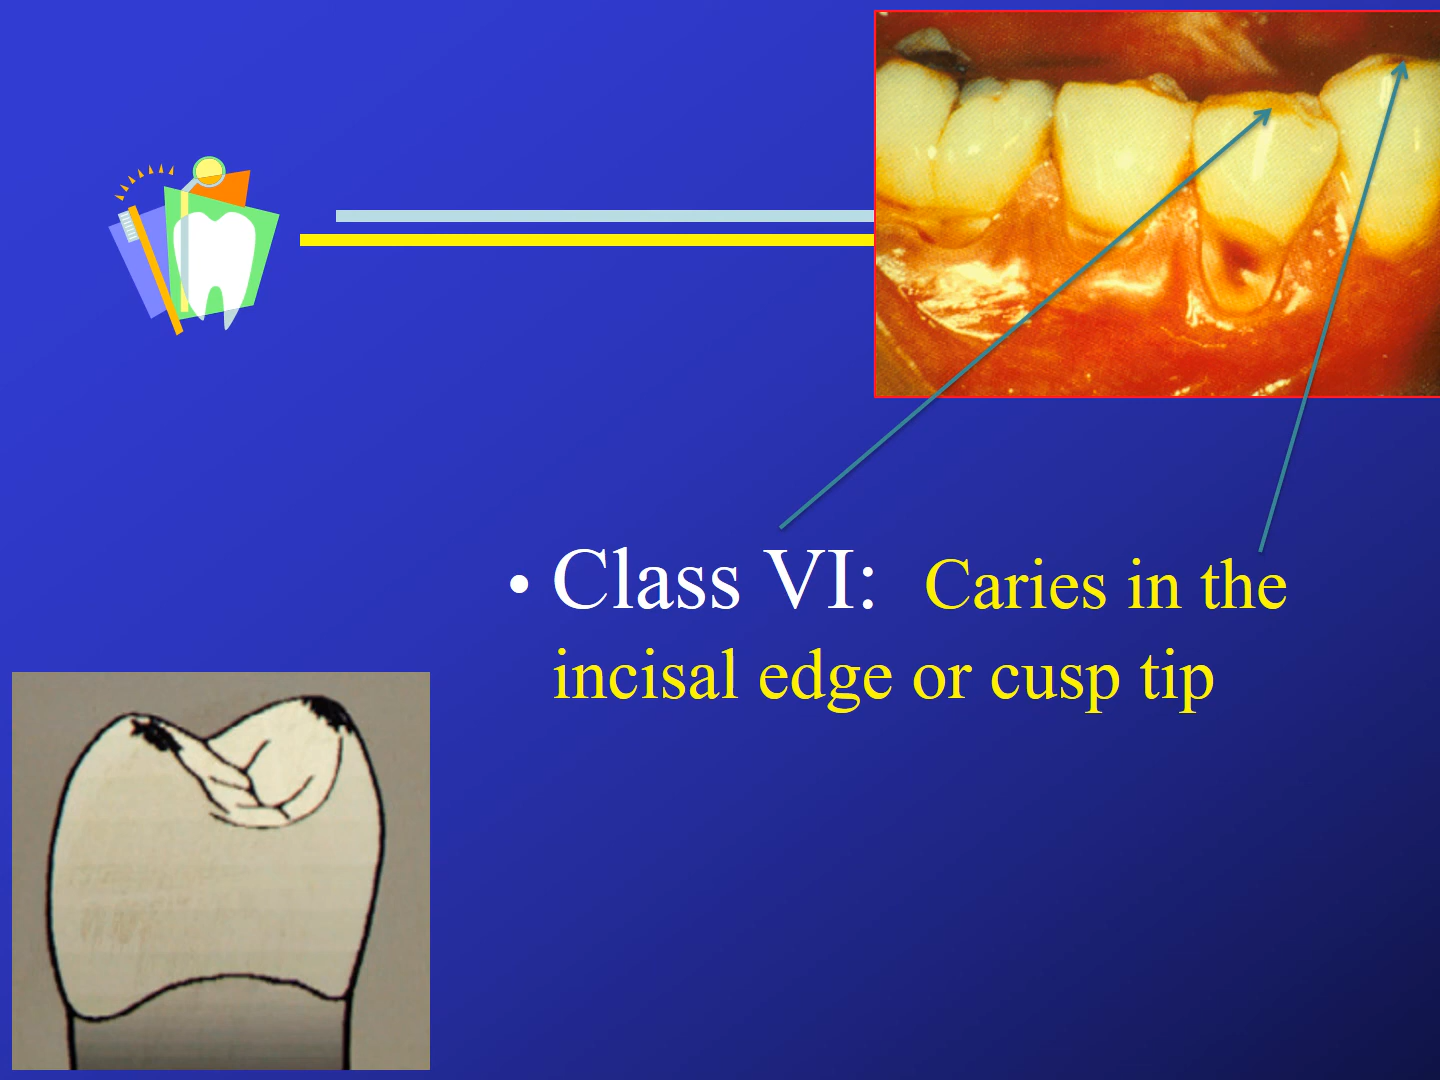 • Class VI: Caries in the
incisal edge or cusp tip